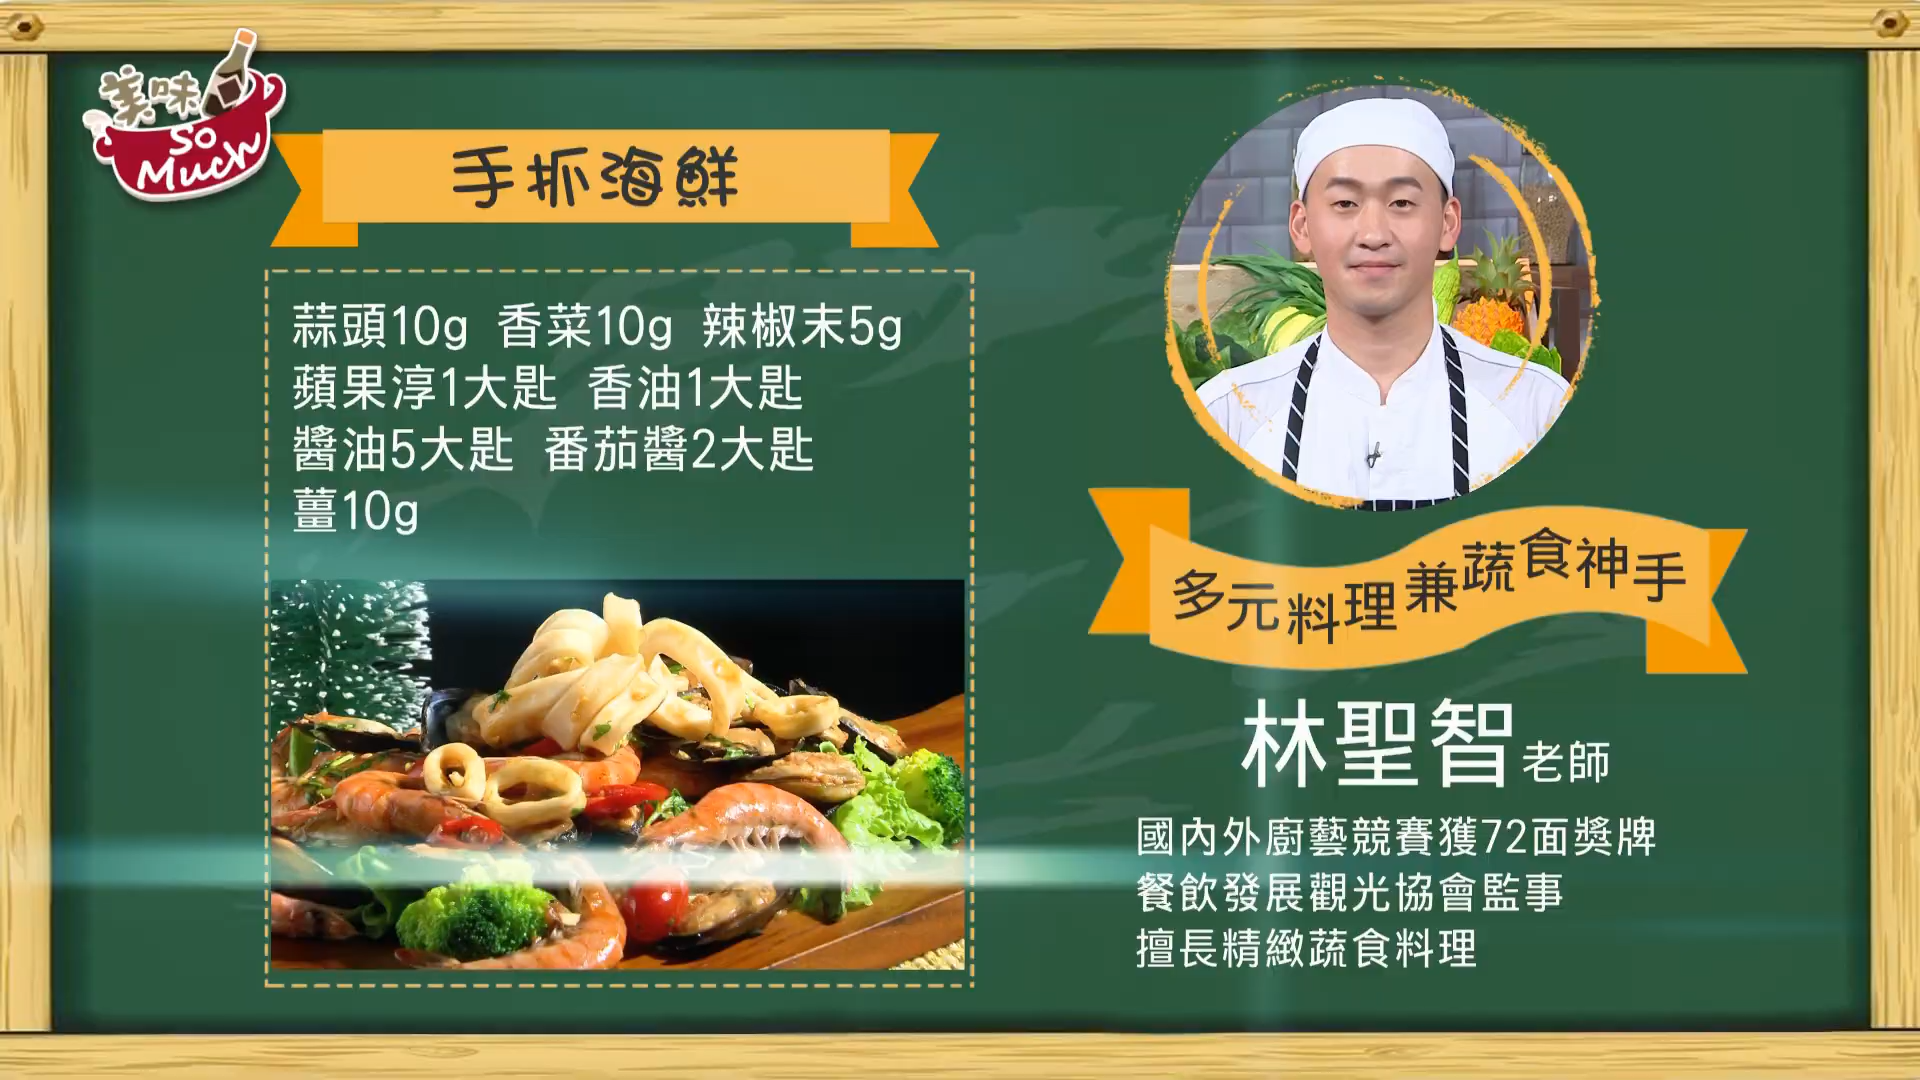 美味
So
Much
手抓海鮮
蒜頭10g 香菜10g 辣椒末5g
蘋果淳1大匙 香油1大匙
醬油5大匙 番茄醬2大匙
薑10g
多元料理兼蔬食神手
林聖智老師
國內外廚藝競賽獲72面獎牌
餐飲發展觀光協會監事
擅長精緻蔬食料理